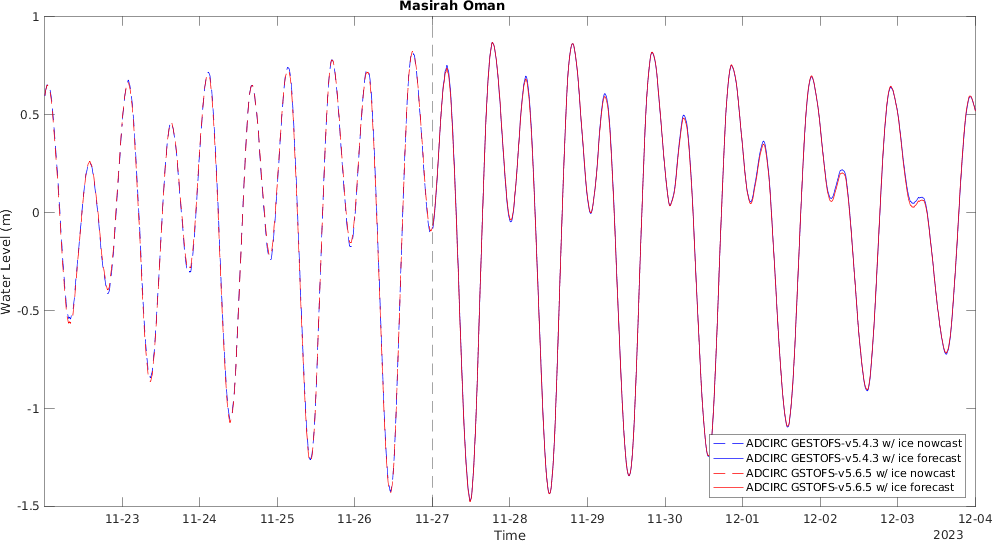 Masirah Oman
1
0.5
0
-0.5
-1
-1.5
Water Level (m)
ADCIRC GESTOFS-v5.4.3 w/ ice nowcast
ADCIRC GESTOFS-v5.4.3 w/ ice forecast
ADCIRC GSTOFS-v5.6.5 w/ ice nowcast
ADCIRC GSTOFS-v5.6.5 w/ ice forecast
11-23 11-24 11-25 11-26 11-27 11-28 11-29 11-30 12-01 12-02 12-03 12-04
Time
2023